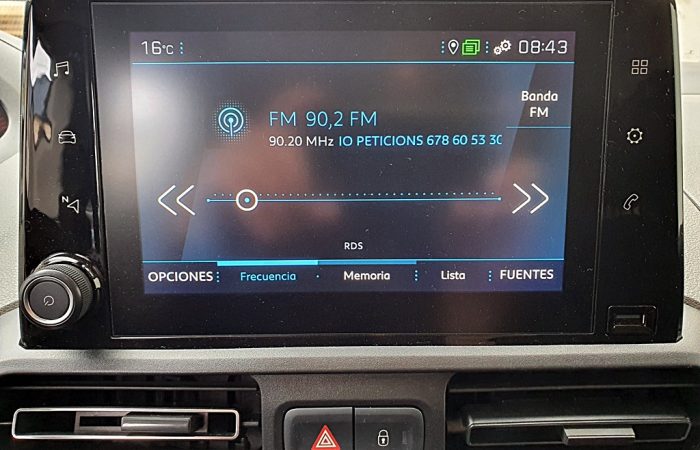 16°C
08:43
Banda
FM
FM 90,2 FM
90.20 MHz IO PETICIONS 678 60 53 30
N
RDS
OPCIONES Frecuencia Memoria Lista FUENTES